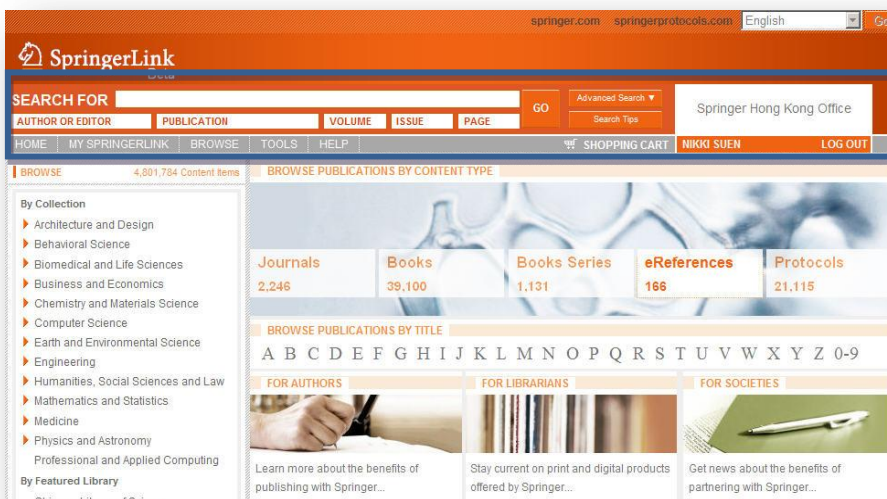 springer.com springerprotocols.com English Go
SpringerLink
Beta
SEARCH FOR GO Advanced Search ▼
Search Tips
Springer Hong Kong Office
AUTHOR OR EDITOR PUBLICATION VOLUME ISSUE PAGE
HOME MY SPRINGERLINK BROWSE TOOLS HELP SHOPPING CART NIKKI SUEN LOG OUT
BROWSE 4,801,784 Content Items
By Collection
Architecture and Design
Behavioral Science
Biomedical and Life Sciences
Business and Economics
Chemistry and Materials Science
Computer Science
Earth and Environmental Science
Engineering
Humanities, Social Sciences and Law
Mathematics and Statistics
Medicine
Physics and Astronomy
Professional and Applied Computing
By Featured Library
BROWSE PUBLICATIONS BY CONTENT TYPE
Journals Books Books Series eReferences Protocols
2,246 39,100 1,131 166 21,115
BROWSE PUBLICATIONS BY TITLE
A B C D E F G H I J K L M N O P Q R S T U V W X Y Z 0-9
FOR AUTHORS
Learn more about the benefits of
publishing with Springer...
FOR LIBRARIANS
Stay current on print and digital products
offered by Springer...
FOR SOCIETIES
Get news about the benefits of
partnering with Springer...